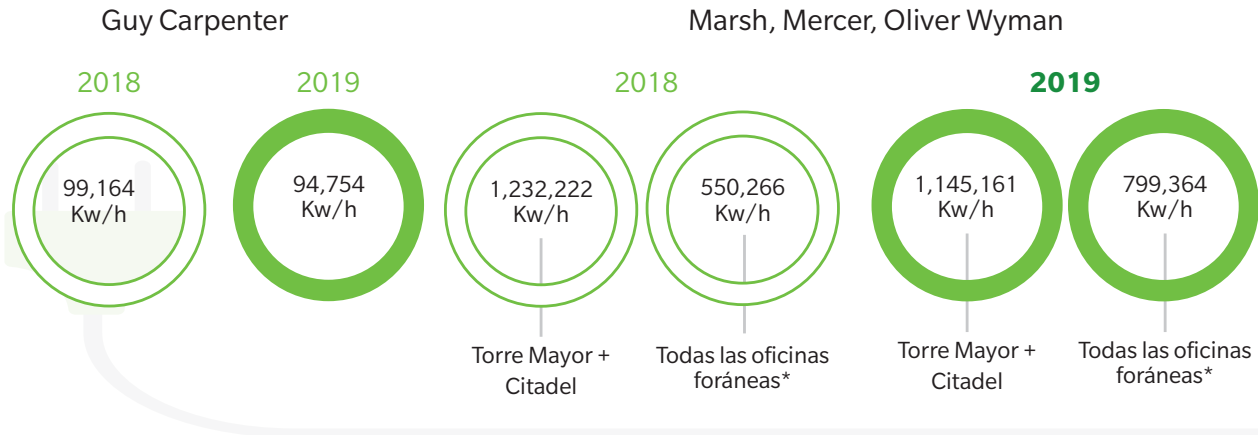 Guy Carpenter
Marsh, Mercer, Oliver Wyman
2018
2019
2018
2019
99,164
Kw/h
94,754
Kw/h
1,232,222
Kw/h
550,266
Kw/h
1,145,161
Kw/h
799,364
Kw/h
Torre Mayor +
Citadel
Todas las oficinas
foráneas*
Torre Mayor +
Citadel
Todas las oficinas
foráneas*